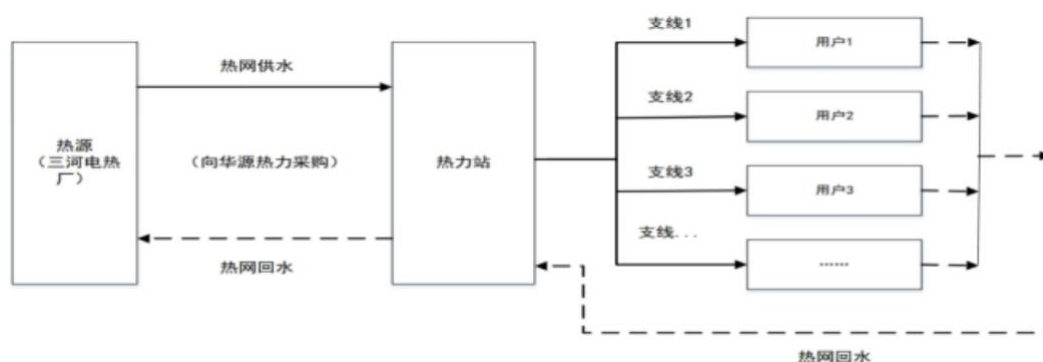 支线1
用户1
热网供水
支线2
用户2
热源
（三河电热
厂）
（向华源热力采购）
热力站
支线3
用户3
支线...
......
热网回水
热网回水